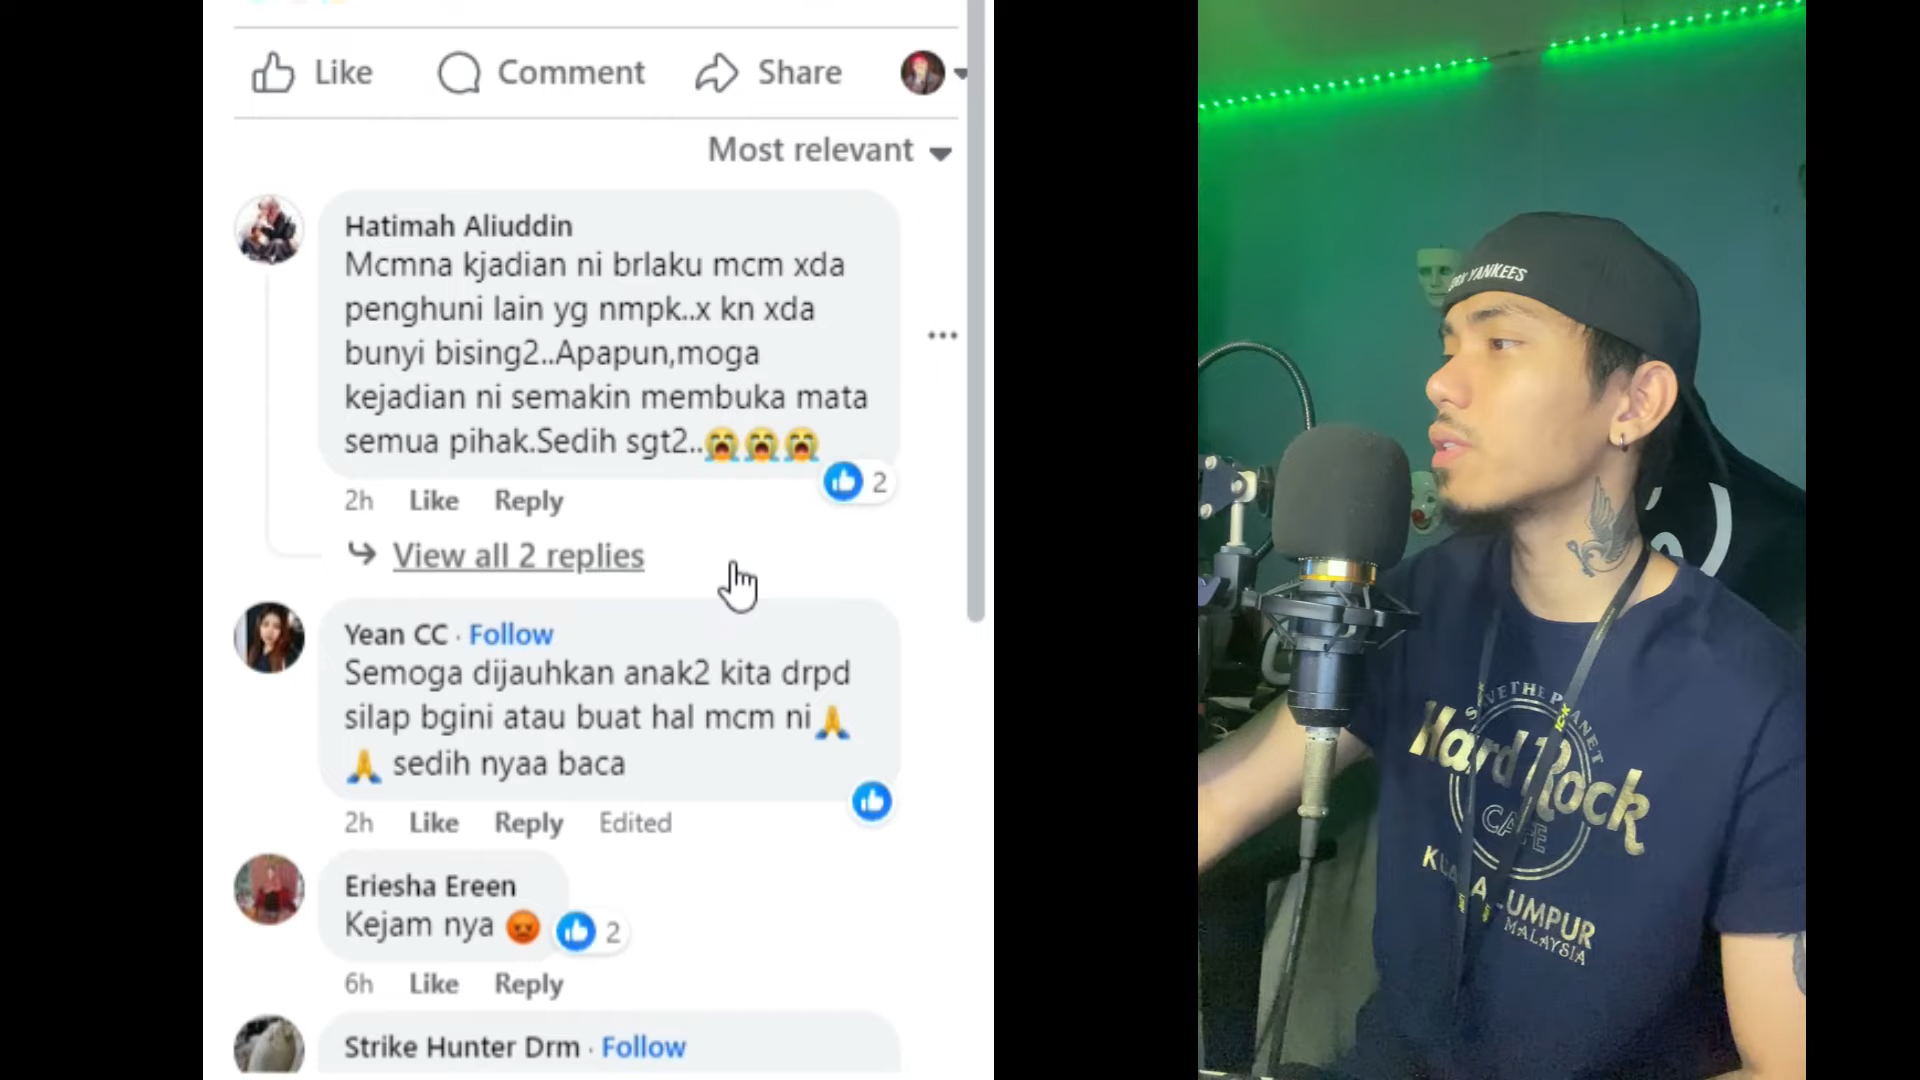 Like
Comment
Share
Most relevant
Hatimah Aliuddin
Mcmna kjadian ni brlaku mcm xda
penghuni lain yg nmpk..x kn xda
bunyi bising2..Apapun,moga
kejadian ni semakin membuka mata
semua pihak.Sedih sgt2..😭😭😭
2
2h Like Reply
View all 2 replies
Yean CC · Follow
Semoga dijauhkan anak2 kita drpd
silap bgini atau buat hal mcm ni🙏
🙏 sedih nyaa baca
2h Like Reply Edited
Eriesha Ereen
Kejam nya 😡
2
6h Like Reply
Strike Hunter Drm · Follow
YANKEES
Hard Rock
CAFE
MALAYSIA